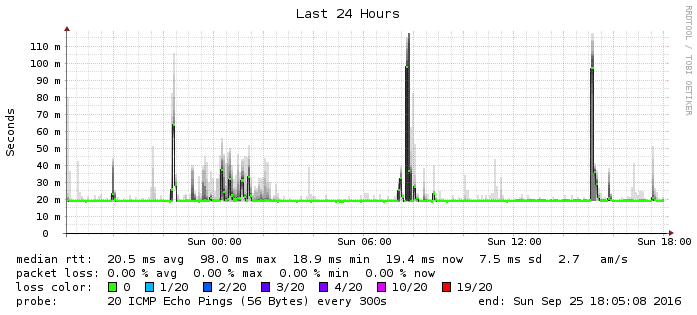 Last 24 Hours
RRDTOOL / TOBI OETIKER
Seconds
110 m
100 m
90 m
80 m
70 m
60 m
50 m
40 m
30 m
20 m
10 m
0
Sun 00:00 Sun 06:00 Sun 12:00 Sun 18:00
median rtt: 20.5 ms avg 98.0 ms max 18.9 ms min 19.4 ms now 7.5 ms sd 2.7 am/s
packet loss: 0.00 % avg 0.00 % max 0.00 % min 0.00 % now
loss color: 0 1/20 2/20 3/20 4/20 10/20 19/20
probe: 20 ICMP Echo Pings (56 Bytes) every 300s end: Sun Sep 25 18:05:08 2016